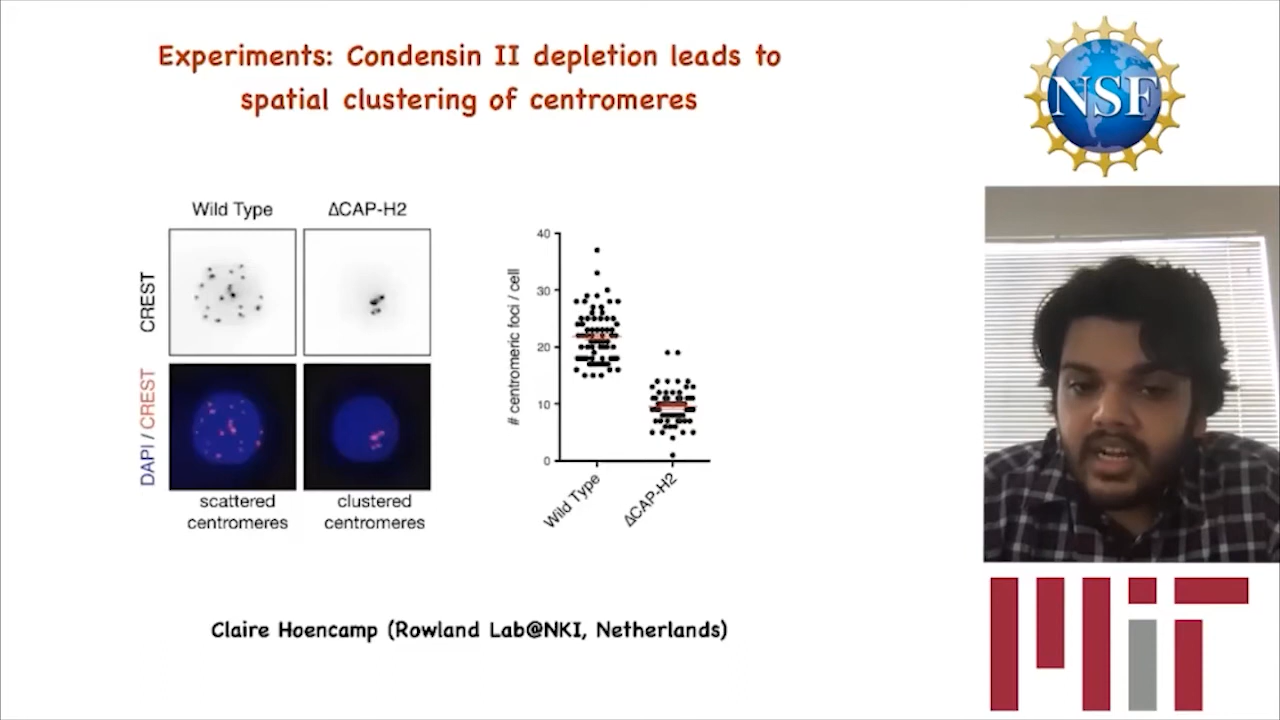 Experiments: Condensin II depletion leads to
spatial clustering of centromeres
NSF
Wild Type
ΔCAP-H2
CREST
DAPI / CREST
scattered
centromeres
clustered
centromeres
# centromeric foci / cell
40
30
20
10
0
Wild Type
ΔCAP-H2
Claire Hoencamp (Rowland Lab@NKI, Netherlands)
MIT